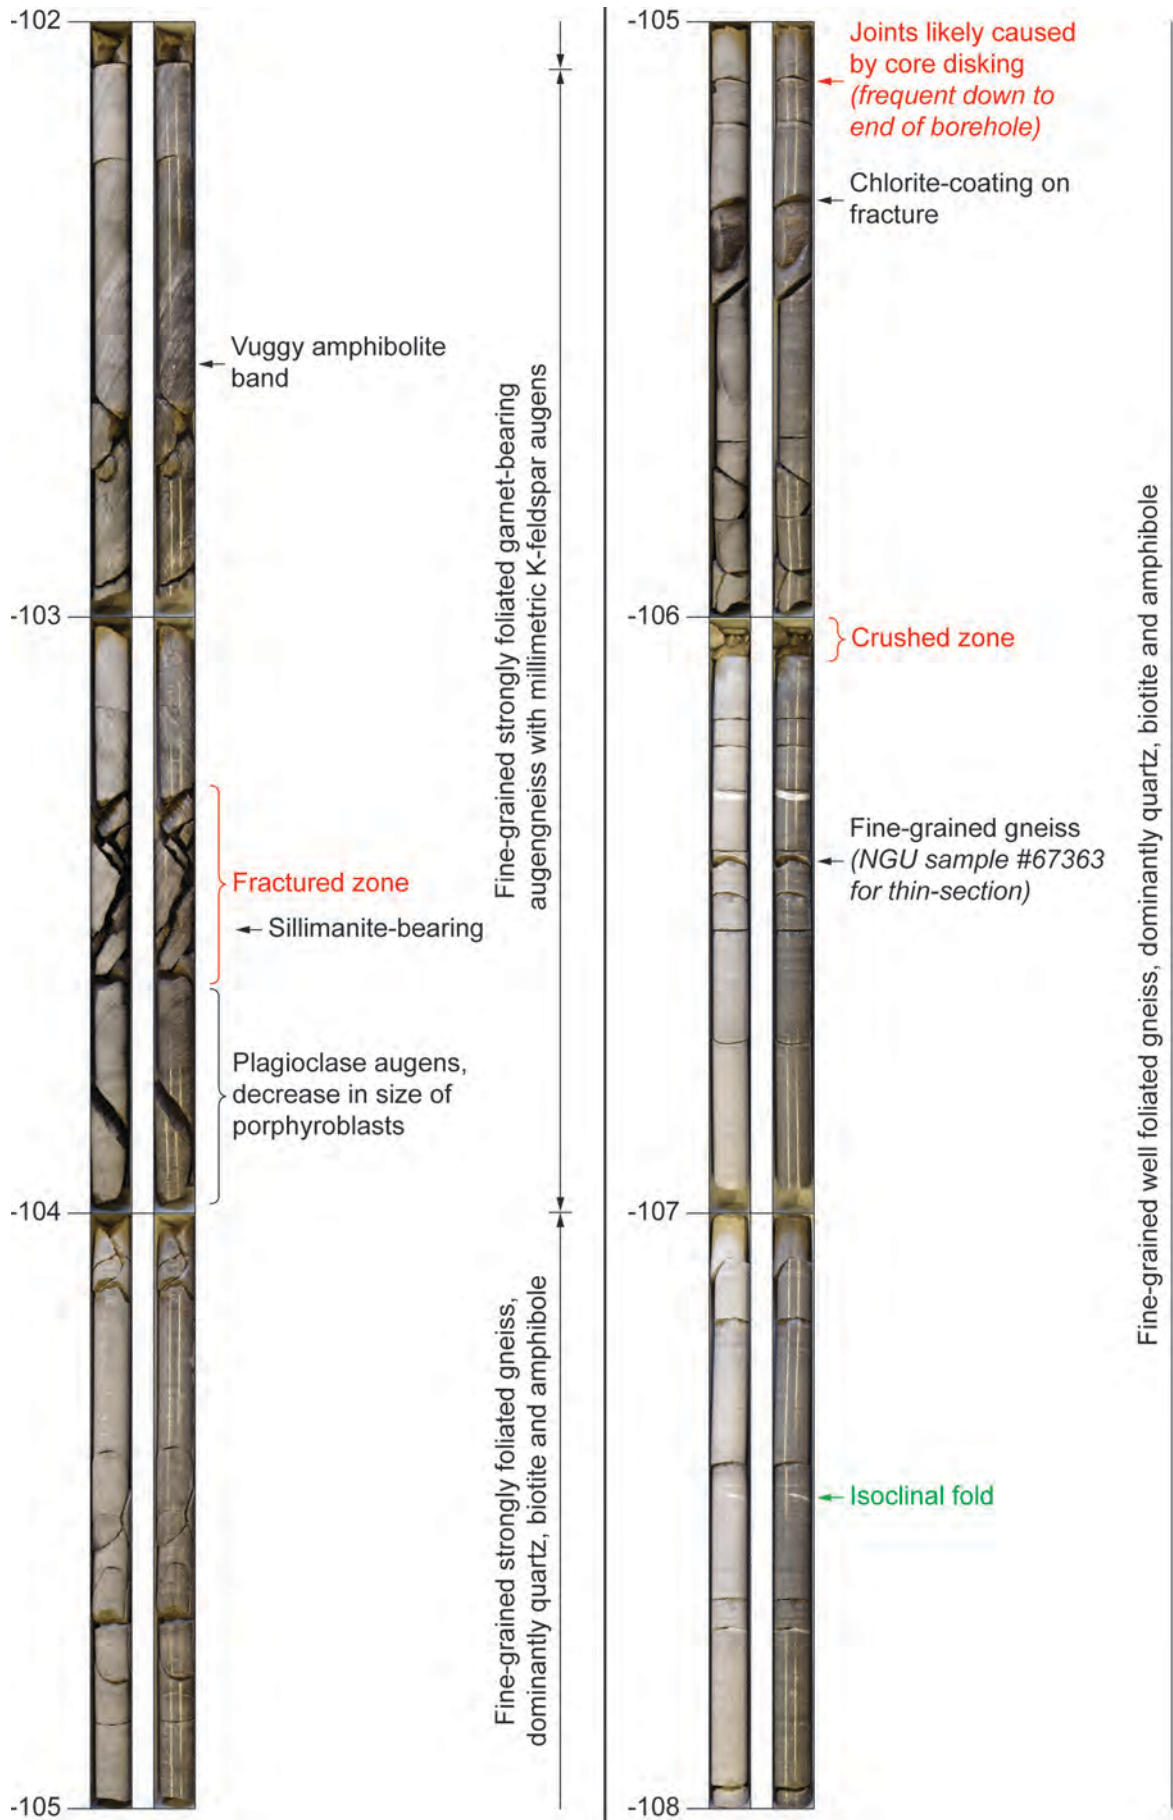 -102
Vuggy amphibolite
band
-103
Fractured zone
Sillimanite-bearing
Plagioclase augens,
decrease in size of
porphyroblasts
-104
-105
Fine-grained strongly foliated garnet-bearing
augengneiss with millimetric K-feldspar augens
Fine-grained strongly foliated gneiss,
dominantly quartz, biotite and amphibole
-105
Joints likely caused
by core disking
(frequent down to
end of borehole)
Chlorite-coating on
fracture
-106
Crushed zone
Fine-grained gneiss
(NGU sample #67363
for thin-section)
-107
Isoclinal fold
-108
Fine-grained well foliated gneiss, dominantly quartz, biotite and amphibole